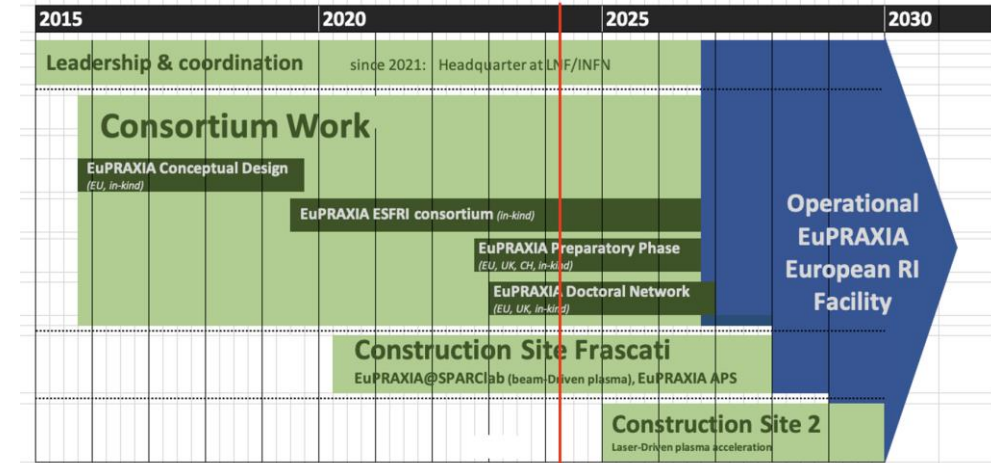 2015 2020 2025 2030
Leadership & coordination since 2021: Headquarter at LNF/INFN
Consortium Work
EuPRAXIA Conceptual Design
(EU, in-kind)
EuPRAXIA ESFRI consortium (in-kind)
EuPRAXIA Preparatory Phase
(EU, UK, CH, in-kind)
EuPRAXIA Doctoral Network
(EU, UK, in-kind)
Operational
EuPRAXIA
European RI
Facility
Construction Site Frascati
EuPRAXIA@SPARClab (beam-Driven plasma), EuPRAXIA APS
Construction Site 2
Laser-Driven plasma acceleration